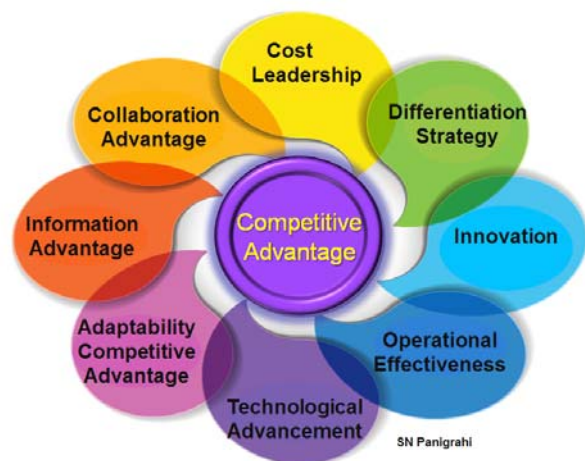 Cost
Leadership
Differentiation
Strategy
Innovation
Operational
Effectiveness
Technological
Advancement
Adaptability
Competitive
Advantage
Information
Advantage
Collaboration
Advantage
Competitive
Advantage
SN Panigrahi